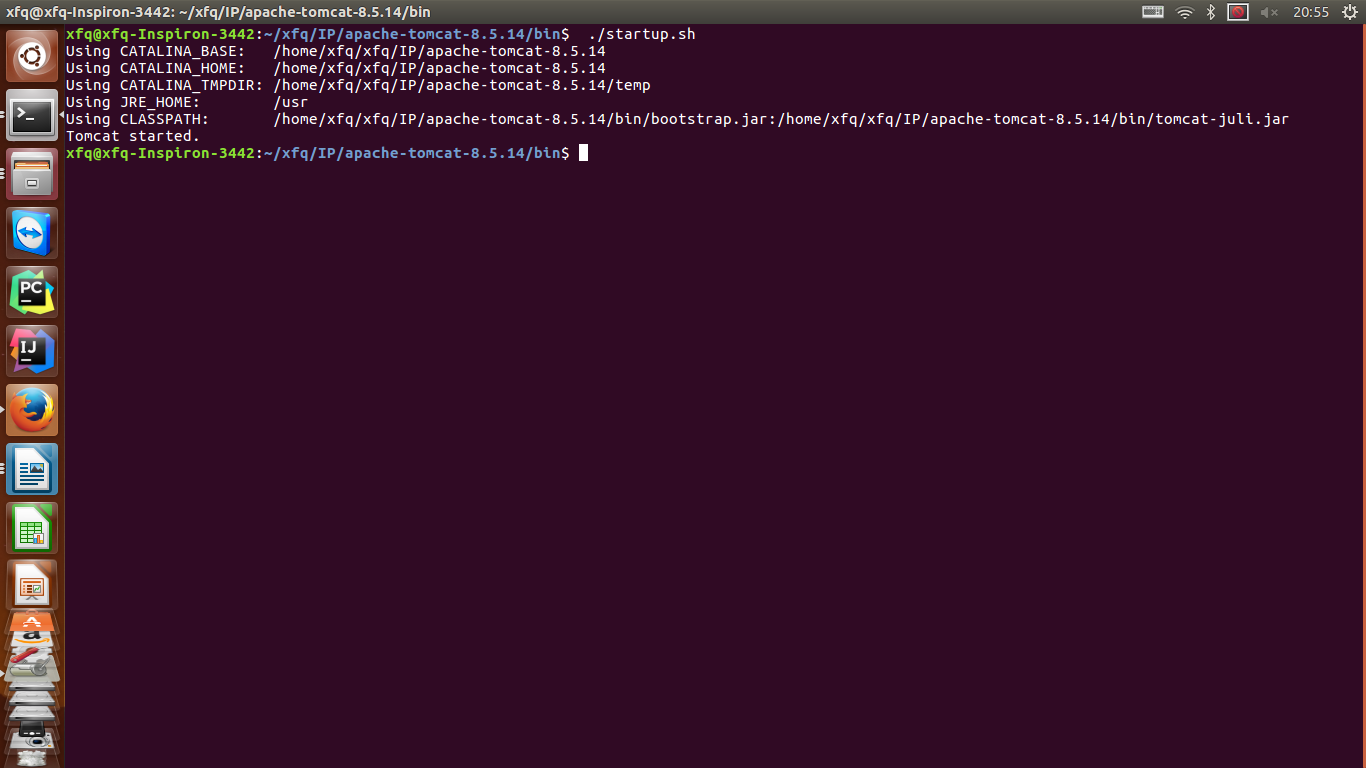 xfq@xfq-Inspiron-3442: ~/xfq/IP/apache-tomcat-8.5.14/bin
20:55
xfq@xfq-Inspiron-3442:~/xfq/IP/apache-tomcat-8.5.14/bin$  ./startup.sh
Using CATALINA_BASE:   /home/xfq/xfq/IP/apache-tomcat-8.5.14
Using CATALINA_HOME:   /home/xfq/xfq/IP/apache-tomcat-8.5.14
Using CATALINA_TMPDIR: /home/xfq/xfq/IP/apache-tomcat-8.5.14/temp
Using JRE_HOME:        /usr
Using CLASSPATH:       /home/xfq/xfq/IP/apache-tomcat-8.5.14/bin/bootstrap.jar:/home/xfq/xfq/IP/apache-tomcat-8.5.14/bin/tomcat-juli.jar
Tomcat started.
xfq@xfq-Inspiron-3442:~/xfq/IP/apache-tomcat-8.5.14/bin$
PC
IJ
a